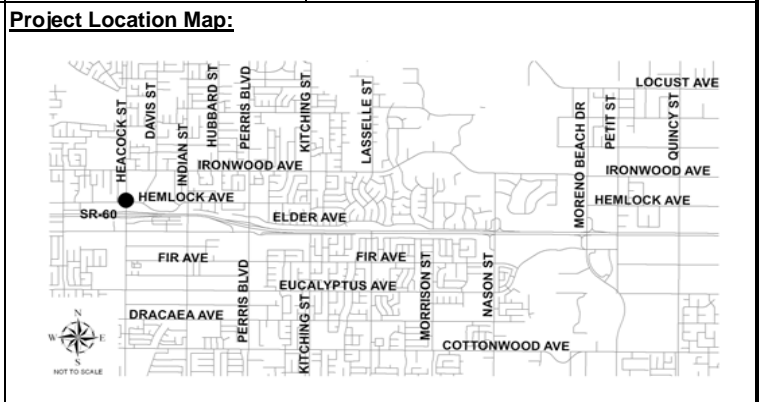 Project Location Map:
LOCUST AVE
HEACOCK ST
DAVIS ST
INDIAN ST
HUBBARD ST
PERRIS BLVD
KITCHING ST
LASSELLE ST
MORENO BEACH DR
PETIT ST
QUINCY ST
IRONWOOD AVE
IRONWOOD AVE
HEMLOCK AVE
HEMLOCK AVE
SR-60
ELDER AVE
FIR AVE
FIR AVE
EUCALYPTUS AVE
PERRIS BLVD
KITCHING ST
MORRISON ST
NASON ST
DRACAEA AVE
COTTONWOOD AVE
N
W
E
S
NOT TO SCALE